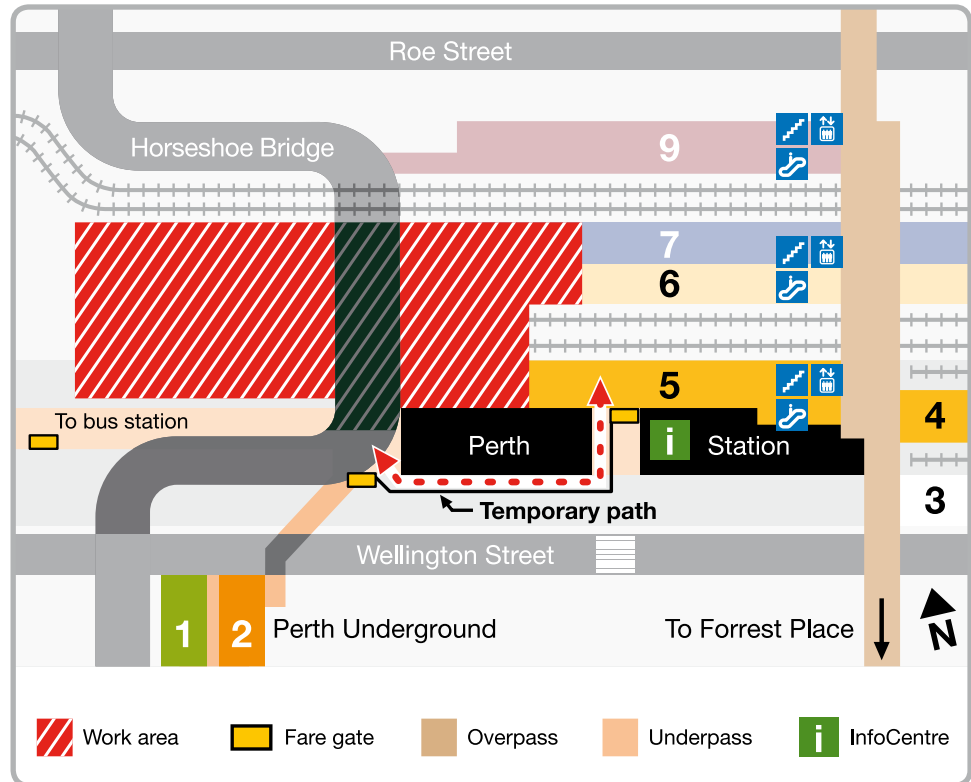 Roe Street
Horseshoe Bridge
9
7
6
5
To bus station
4
Perth
i
Station
3
Temporary path
Wellington Street
1
2
Perth Underground
To Forrest Place
N
Work area
Fare gate
Overpass
Underpass
i
InfoCentre